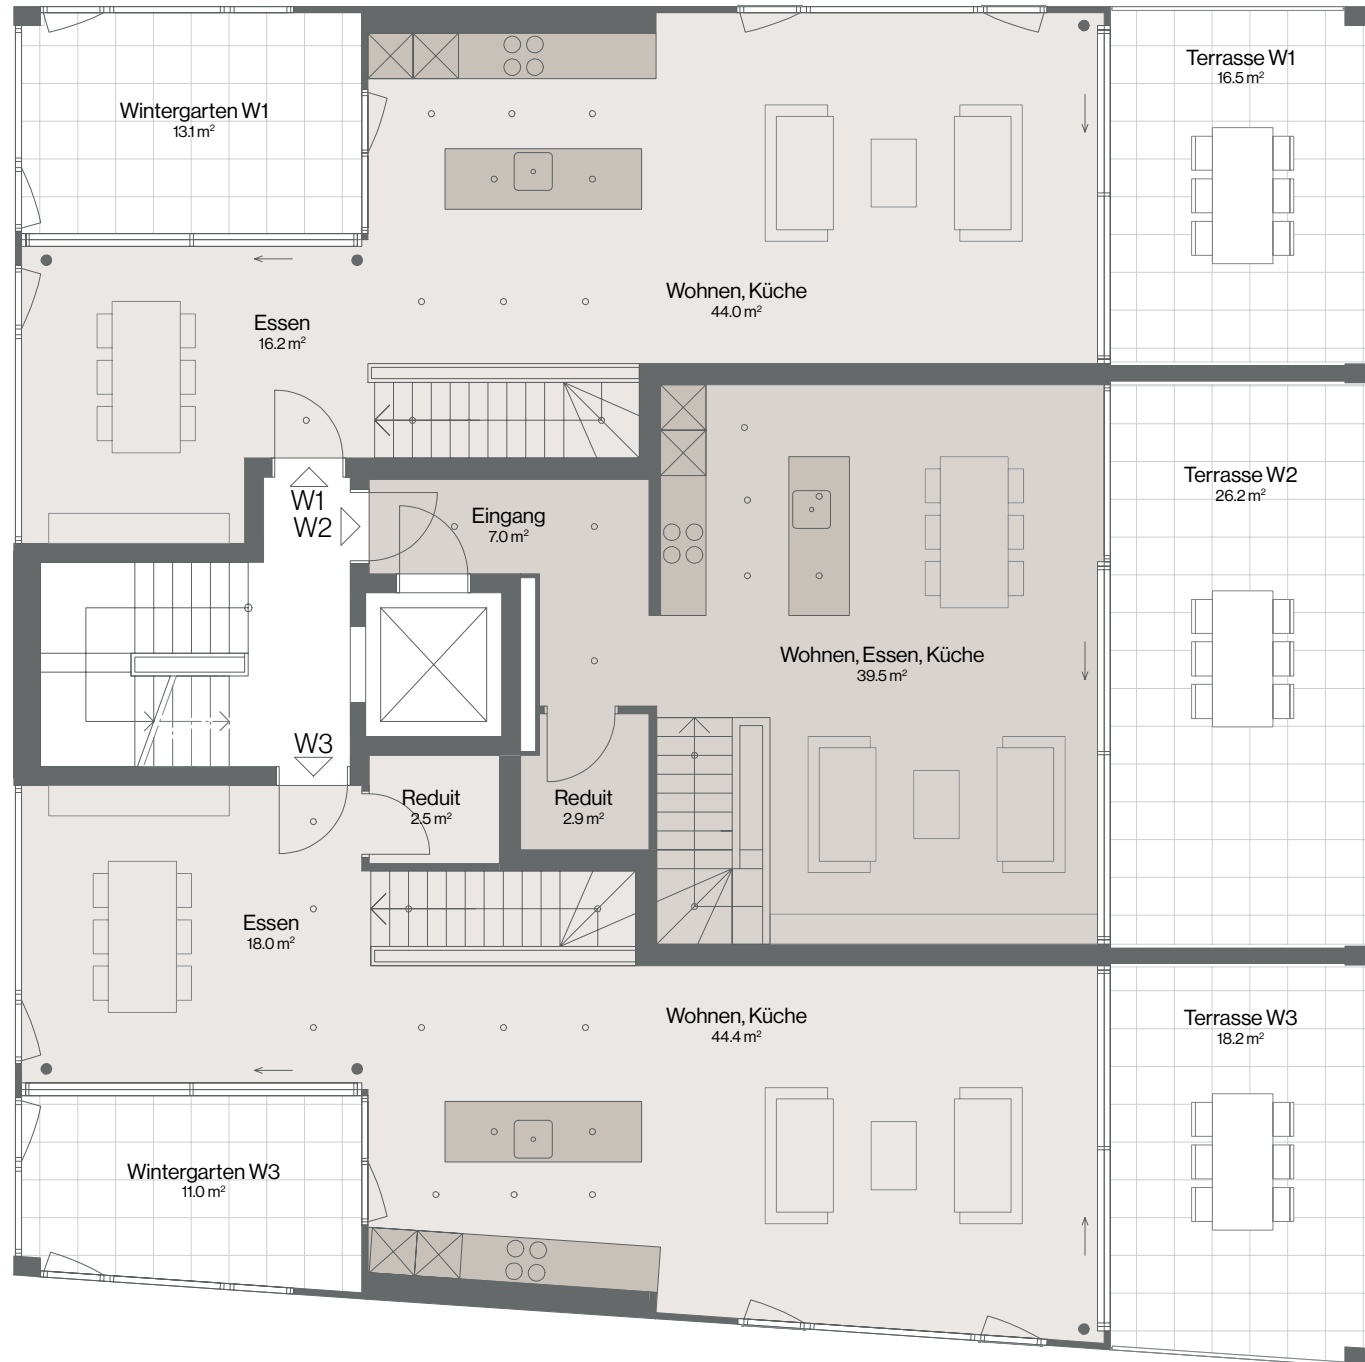 Wintergarten W1
13.1 m²
Terrasse W1
16.5 m²
Wohnen, Küche
44.0 m²
Essen
16.2 m²
W1
W2
Eingang
7.0 m²
Terrasse W2
26.2 m²
Wohnen, Essen, Küche
39.5 m²
W3
Reduit
2.5 m²
Reduit
2.9 m²
Essen
18.0 m²
Wohnen, Küche
44.4 m²
Terrasse W3
18.2 m²
Wintergarten W3
11.0 m²